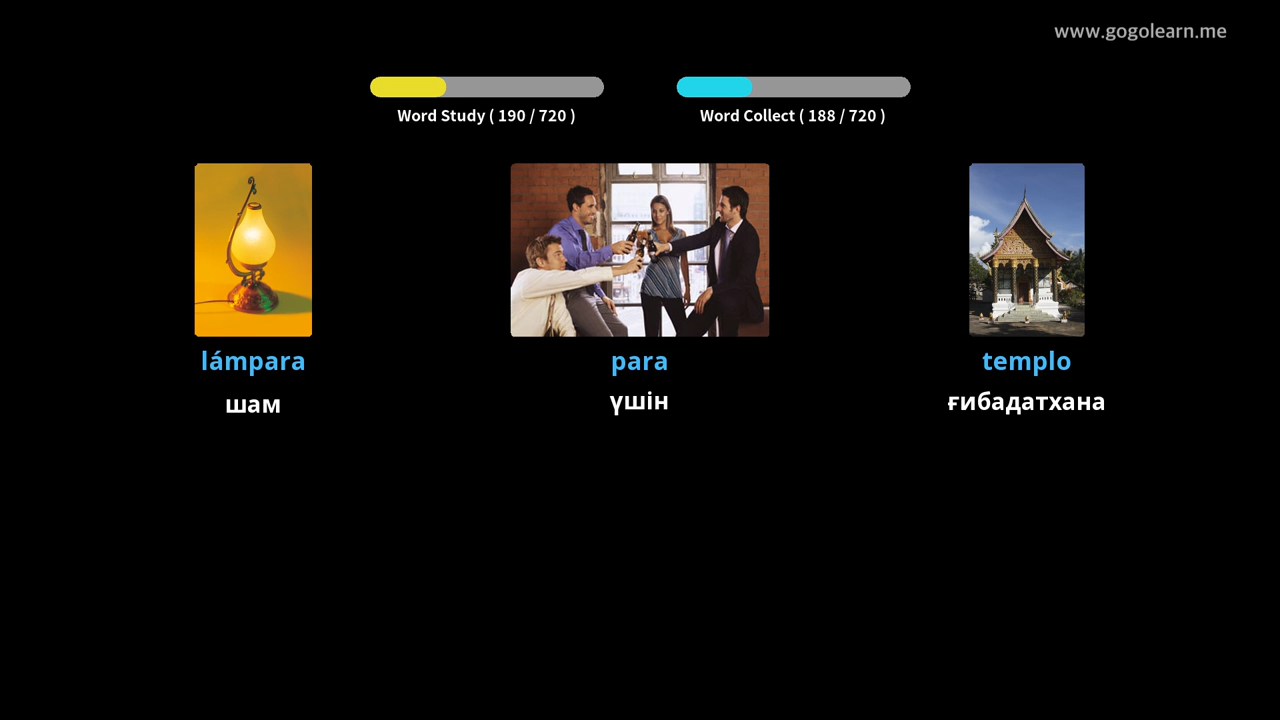 www.gogolearn.me
Word Study ( 190 / 720 )
Word Collect ( 188 / 720 )
lámpara
para
templo
шам
үшін
ғибадатхана